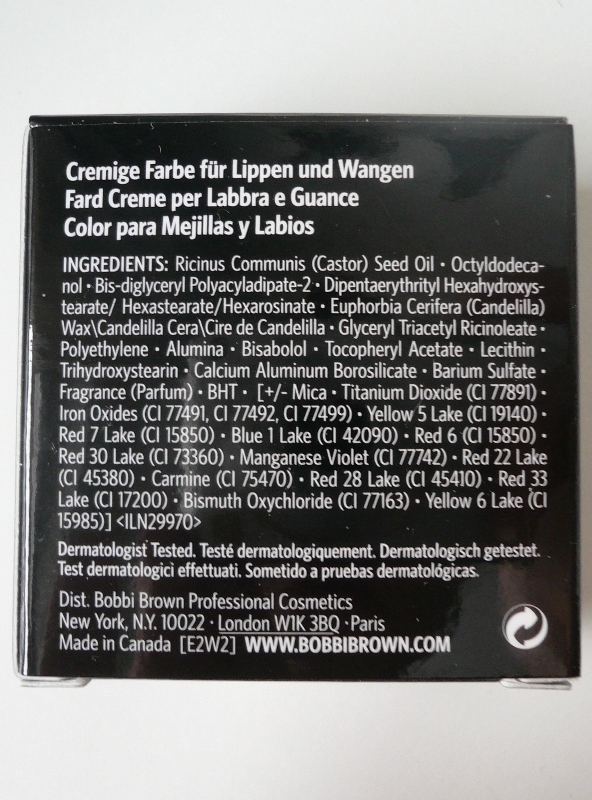 Cremige Farbe für Lippen und Wangen
Fard Creme per Labbra e Guance
Color para Mejillas y Labios
INGREDIENTS: Ricinus Communis (Castor) Seed Oil • Octyldodeca-
nol • Bis-diglyceryl Polyacyladipate-2 • Dipentaerythrityl Hexahydroxys-
tearate/ Hexastearate/Hexarosinate • Euphorbia Cerifera (Candelilla)
Wax\Candelilla Cera\Cire de Candelilla • Glyceryl Triacetyl Ricinoleate •
Polyethylene • Alumina • Bisabolol • Tocopheryl Acetate • Lecithin •
Trihydroxystearin • Calcium Aluminum Borosilicate • Barium Sulfate •
Fragrance (Parfum) • BHT • [+/- Mica • Titanium Dioxide (CI 77891) •
Iron Oxides (CI 77491, CI 77492, CI 77499) • Yellow 5 Lake (CI 19140) •
Red 7 Lake (CI 15850) • Blue 1 Lake (CI 42090) • Red 6 (CI 15850) •
Red 30 Lake (CI 73360) • Manganese Violet (CI 77742) • Red 22 Lake
(CI 45380) • Carmine (CI 75470) • Red 28 Lake (CI 45410) • Red 33
Lake (CI 17200) • Bismuth Oxychloride (CI 77163) • Yellow 6 Lake (CI
15985)] <ILN29970>
Dermatologist Tested. Testé dermatologiquement. Dermatologisch getestet.
Test dermatologici effettuati. Sometido a pruebas dermatológicas.
Dist. Bobbi Brown Professional Cosmetics
New York, N.Y. 10022 • London W1K 3BQ •Paris
Made in Canada [E2W2] WWW.BOBBIBROWN.COM